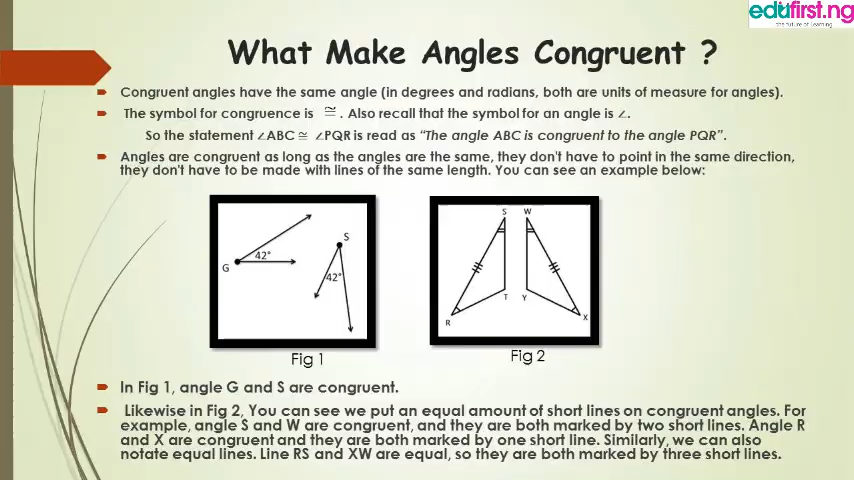 edufirst.ng
the future of learning
What Make Angles Congruent ?
Congruent angles have the same angle (in degrees and radians, both are units of measure for angles).
The symbol for congruence is ≅ . Also recall that the symbol for an angle is ∠.
So the statement ∠ABC ≅ ∠PQR is read as “The angle ABC is congruent to the angle PQR”.
Angles are congruent as long as the angles are the same, they don't have to point in the same direction,
they don't have to be made with lines of the same length. You can see an example below:
G
42°
S
42°
S W
T Y
R
X
Fig 1
Fig 2
In Fig 1, angle G and S are congruent.
Likewise in Fig 2, You can see we put an equal amount of short lines on congruent angles. For
example, angle S and W are congruent, and they are both marked by two short lines. Angle R
and X are congruent and they are both marked by one short line. Similarly, we can also
notate equal lines. Line RS and XW are equal, so they are both marked by three short lines.